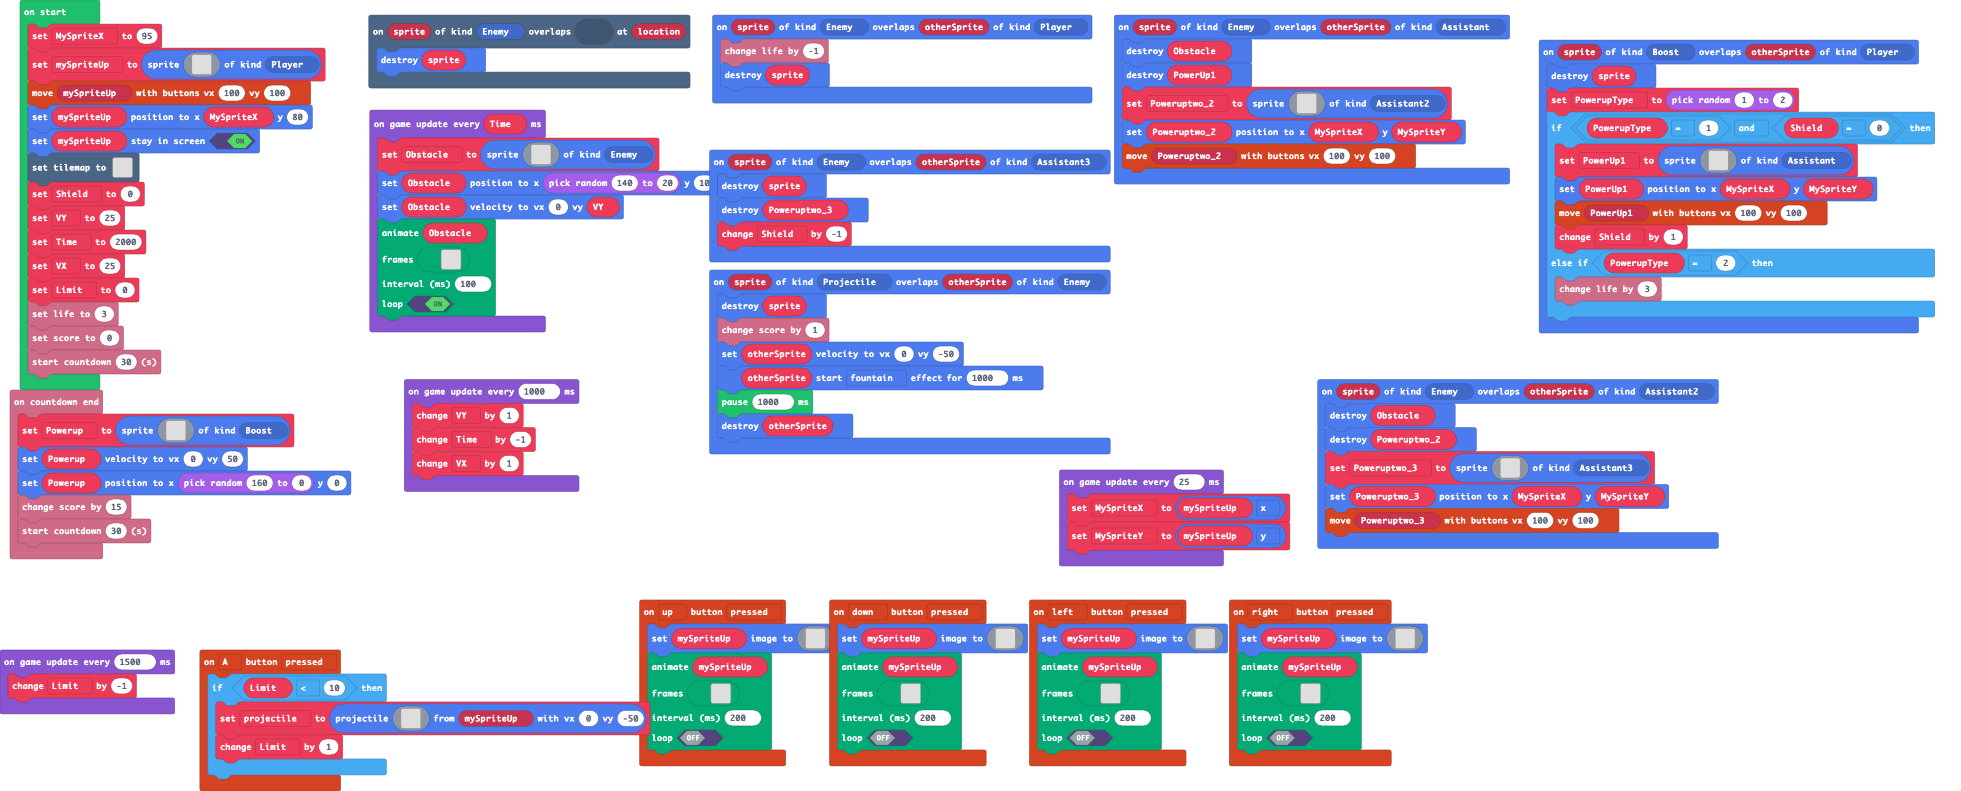 on start
set MySpriteX to 95
set mySpriteUp to sprite of kind Player
move mySpriteUp with buttons vx 100 vy 100
set mySpriteUp position to x MySpriteX y 80
set mySpriteUp stay in screen ON
set tilemap to
set Shield to 0
set VY to 25
set Time to 2000
set VX to 25
set Limit to 0
set life to 3
set score to 0
start countdown 30 (s)
on countdown end
set Powerup to sprite of kind Boost
set Powerup velocity to vx 0 vy 50
set Powerup position to x pick random 160 to 0 y 0
change score by 15
start countdown 30 (s)
on sprite of kind Enemy overlaps at location
destroy sprite
on game update every Time ms
set Obstacle to sprite of kind Enemy
set Obstacle position to x pick random 140 to 20 y 10
set Obstacle velocity to vx 0 vy VY
animate Obstacle
frames
interval (ms) 100
loop ON
on game update every 1000 ms
change VY by 1
change Time by -1
change VX by 1
on sprite of kind Enemy overlaps otherSprite of kind Player
change life by -1
destroy sprite
on sprite of kind Enemy overlaps otherSprite of kind Assistant3
destroy sprite
destroy Poweruptwo_3
change Shield by -1
on sprite of kind Projectile overlaps otherSprite of kind Enemy
destroy sprite
change score by 1
set otherSprite velocity to vx 0 vy -50
otherSprite start fountain effect for 1000 ms
pause 1000 ms
destroy otherSprite
on sprite of kind Enemy overlaps otherSprite of kind Assistant
destroy Obstacle
destroy PowerUp1
set Poweruptwo_2 to sprite of kind Assistant2
set Poweruptwo_2 position to x MySpriteX y MySpriteY
move Poweruptwo_2 with buttons vx 100 vy 100
on sprite of kind Boost overlaps otherSprite of kind Player
destroy sprite
set PowerupType to pick random 1 to 2
if PowerupType = 1 and Shield = 0 then
set PowerUp1 to sprite of kind Assistant
set PowerUp1 position to x MySpriteX y MySpriteY
move PowerUp1 with buttons vx 100 vy 100
change Shield by 1
else if PowerupType = 2 then
change life by 3
on sprite of kind Enemy overlaps otherSprite of kind Assistant2
destroy Obstacle
destroy Poweruptwo_2
set Poweruptwo_3 to sprite of kind Assistant3
set Poweruptwo_3 position to x MySpriteX y MySpriteY
move Poweruptwo_3 with buttons vx 100 vy 100
on game update every 25 ms
set MySpriteX to mySpriteUp x
set MySpriteY to mySpriteUp y
on game update every 1500 ms
change Limit by -1
on A button pressed
if Limit < 10 then
set projectile to projectile from mySpriteUp with vx 0 vy -50
change Limit by 1
on up button pressed
set mySpriteUp image to
animate mySpriteUp
frames
interval (ms) 200
loop OFF
on down button pressed
set mySpriteUp image to
animate mySpriteUp
frames
interval (ms) 200
loop OFF
on left button pressed
set mySpriteUp image to
animate mySpriteUp
frames
interval (ms) 200
loop OFF
on right button pressed
set mySpriteUp image to
animate mySpriteUp
frames
interval (ms) 200
loop OFF